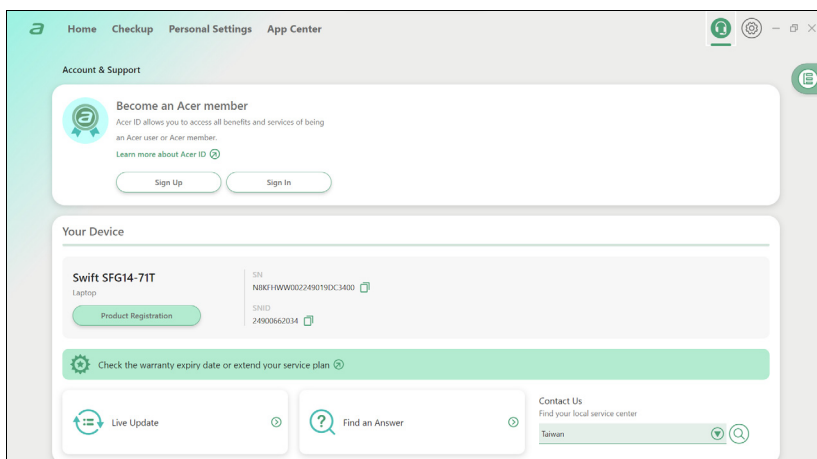 a Home Checkup Personal Settings App Center
Account & Support
Become an Acer member
Acer ID allows you to access all benefits and services of being
an Acer user or Acer member.
Learn more about Acer ID
Sign Up Sign In
Your Device
Swift SFG14-71T
Laptop
Product Registration
SN
N8KFHWW002249019DC3400
SNID
24900662034
Check the warranty expiry date or extend your service plan
Live Update
Find an Answer
Contact Us
Find your local service center
Taiwan